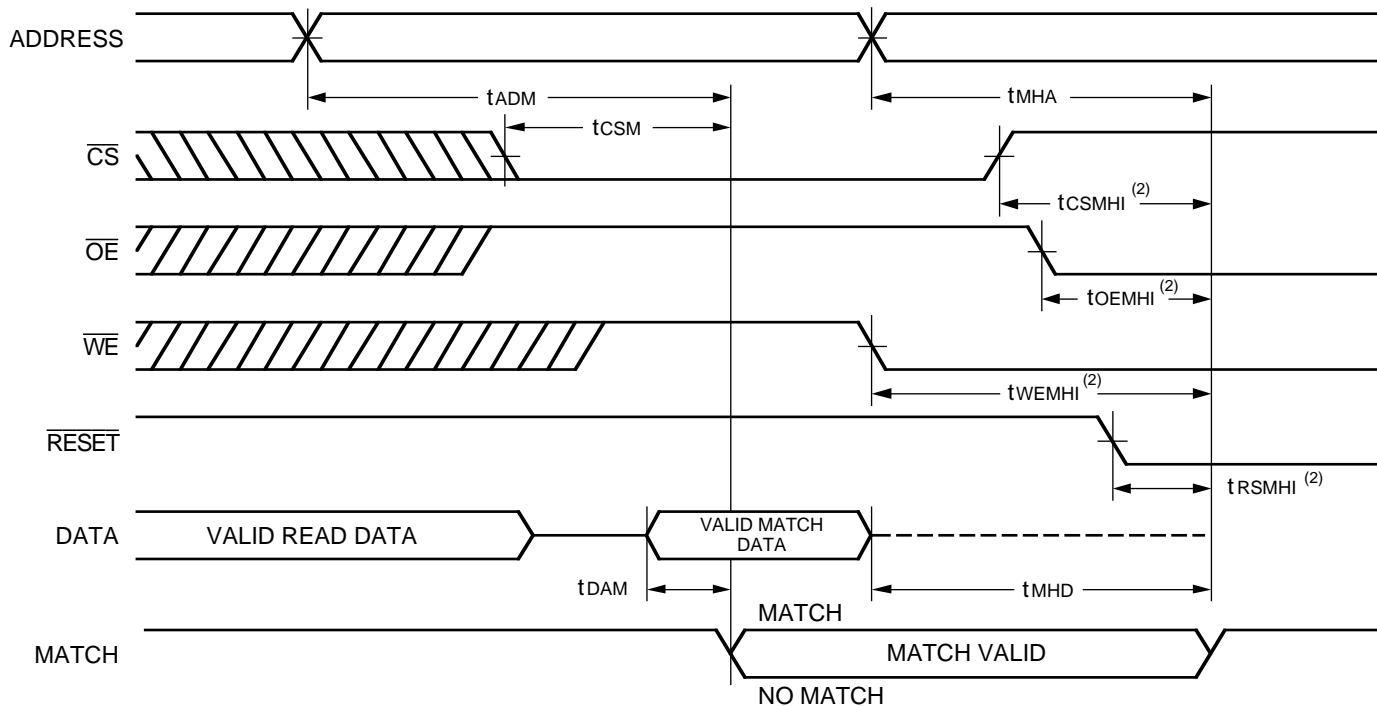 ADDRESS
tADM
tMHA
tCSM
CS
tCSMHI (2)
OE
tOEMHI (2)
WE
tWEMHI (2)
RESET
tRSMHI (2)
DATA
VALID READ DATA
VALID MATCH
DATA
tDAM
tMHD
MATCH
MATCH
MATCH VALID
NO MATCH